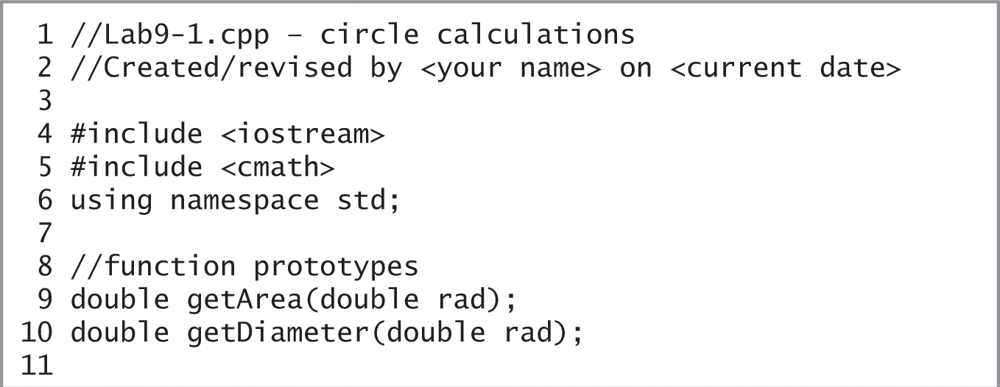 1 //Lab9-1.cpp – circle calculations
2 //Created/revised by <your name> on <current date>
3
4 #include <iostream>
5 #include <cmath>
6 using namespace std;
7
8 //function prototypes
9 double getArea(double rad);
10 double getDiameter(double rad);
11